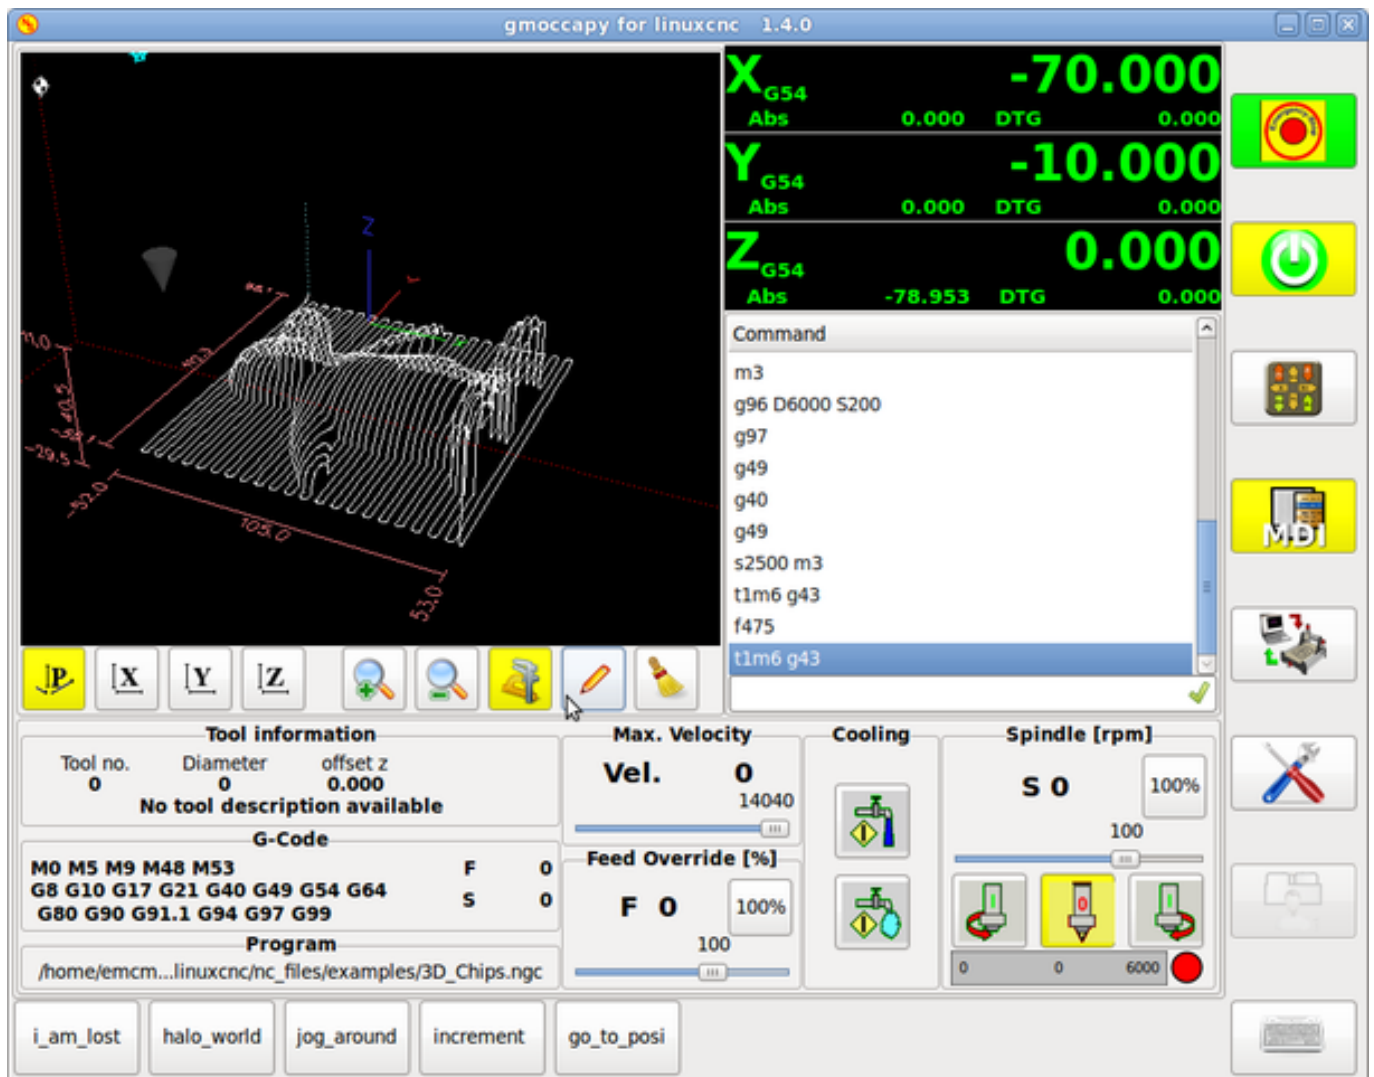 gmoccapy for linuxcnc 1.4.0
X G54 -70.000
Abs 0.000 DTG 0.000
Y G54 -10.000
Abs 0.000 DTG 0.000
Z G54 0.000
Abs -78.953 DTG 0.000
Z
105.0
53.0
-52.0
-29.5
40.5
Command
m3
g96 D6000 S200
g97
g49
g40
g49
s2500 m3
t1m6 g43
f475
t1m6 g43
MDI
P X Y Z
Tool information
Tool no. Diameter offset z
0 0 0.000
No tool description available
G-Code
M0 M5 M9 M48 M53 F 0
G8 G10 G17 G21 G40 G49 G54 G64 S 0
G80 G90 G91.1 G94 G97 G99
Program
/home/emcm...linuxcnc/nc_files/examples/3D_Chips.ngc
Max. Velocity
Vel. 0
14040
Feed Override [%]
F 0 100%
100
Cooling
Spindle [rpm]
S 0 100%
100
0
0 0 6000
i_am_lost halo_world jog_around increment go_to_posi